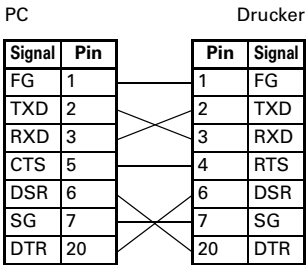 PC Drucker
Signal Pin Pin Signal
FG 1 1 FG
TXD 2 2 TXD
RXD 3 3 RXD
CTS 5 4 RTS
DSR 6 6 DSR
SG 7 7 SG
DTR 20 20 DTR